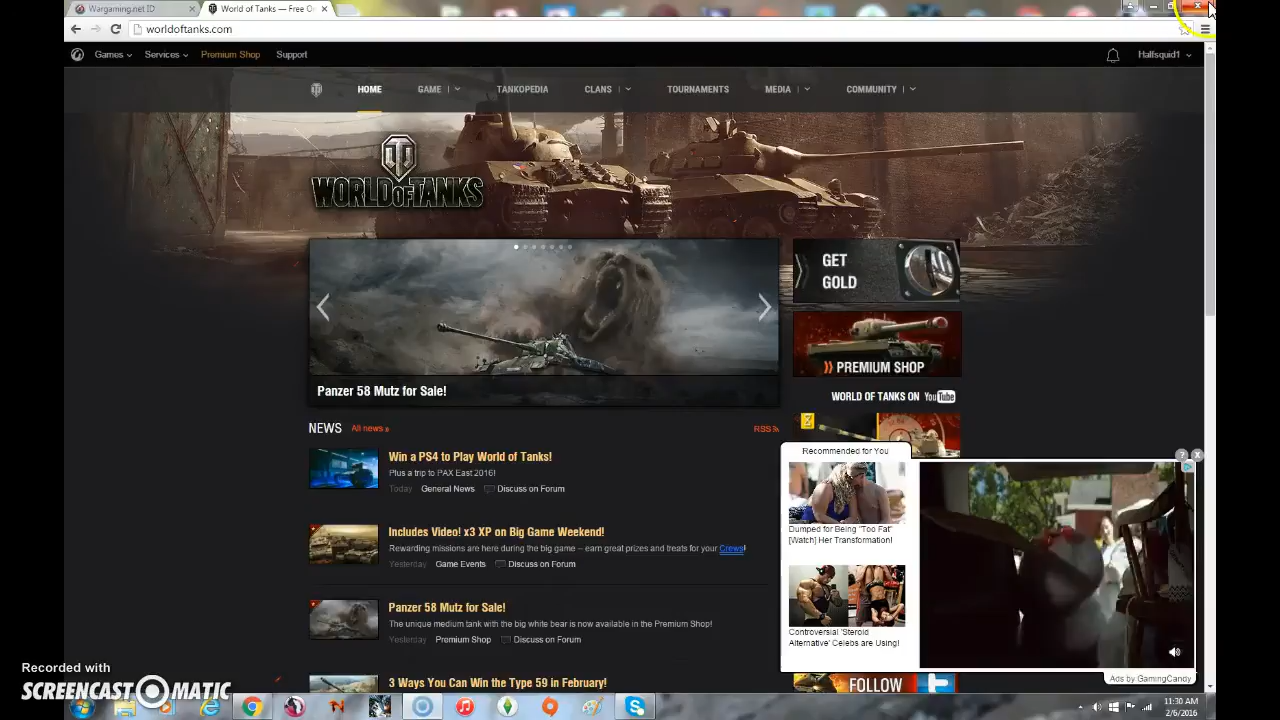 Wargaming.net ID
World of Tanks — Free O
worldoftanks.com
Games Services Premium Shop Support Halfsquid1
HOME GAME TANKOPEDIA CLANS TOURNAMENTS MEDIA COMMUNITY
WORLD OF TANKS
GET
GOLD
PREMIUM SHOP
Panzer 58 Mutz for Sale!
WORLD OF TANKS ON YouTube
NEWS All news » RSS
Win a PS4 to Play World of Tanks!
Plus a trip to PAX East 2016!
Today General News Discuss on Forum
Includes Video! x3 XP on Big Game Weekend!
Rewarding missions are here during the big game – earn great prizes and treats for your Crews!
Yesterday Game Events Discuss on Forum
Panzer 58 Mutz for Sale!
The unique medium tank with the big white bear is now available in the Premium Shop!
Yesterday Premium Shop Discuss on Forum
3 Ways You Can Win the Type 59 in February!
Recommended for You
Dumped for Being "Too Fat"
[Watch] Her Transformation!
Controversial 'Steroid
Alternative' Celebs are Using!
Ads by GamingCandy
FOLLOW
Recorded with
SCREENCAST-O-MATIC
11:30 AM
2/6/2016